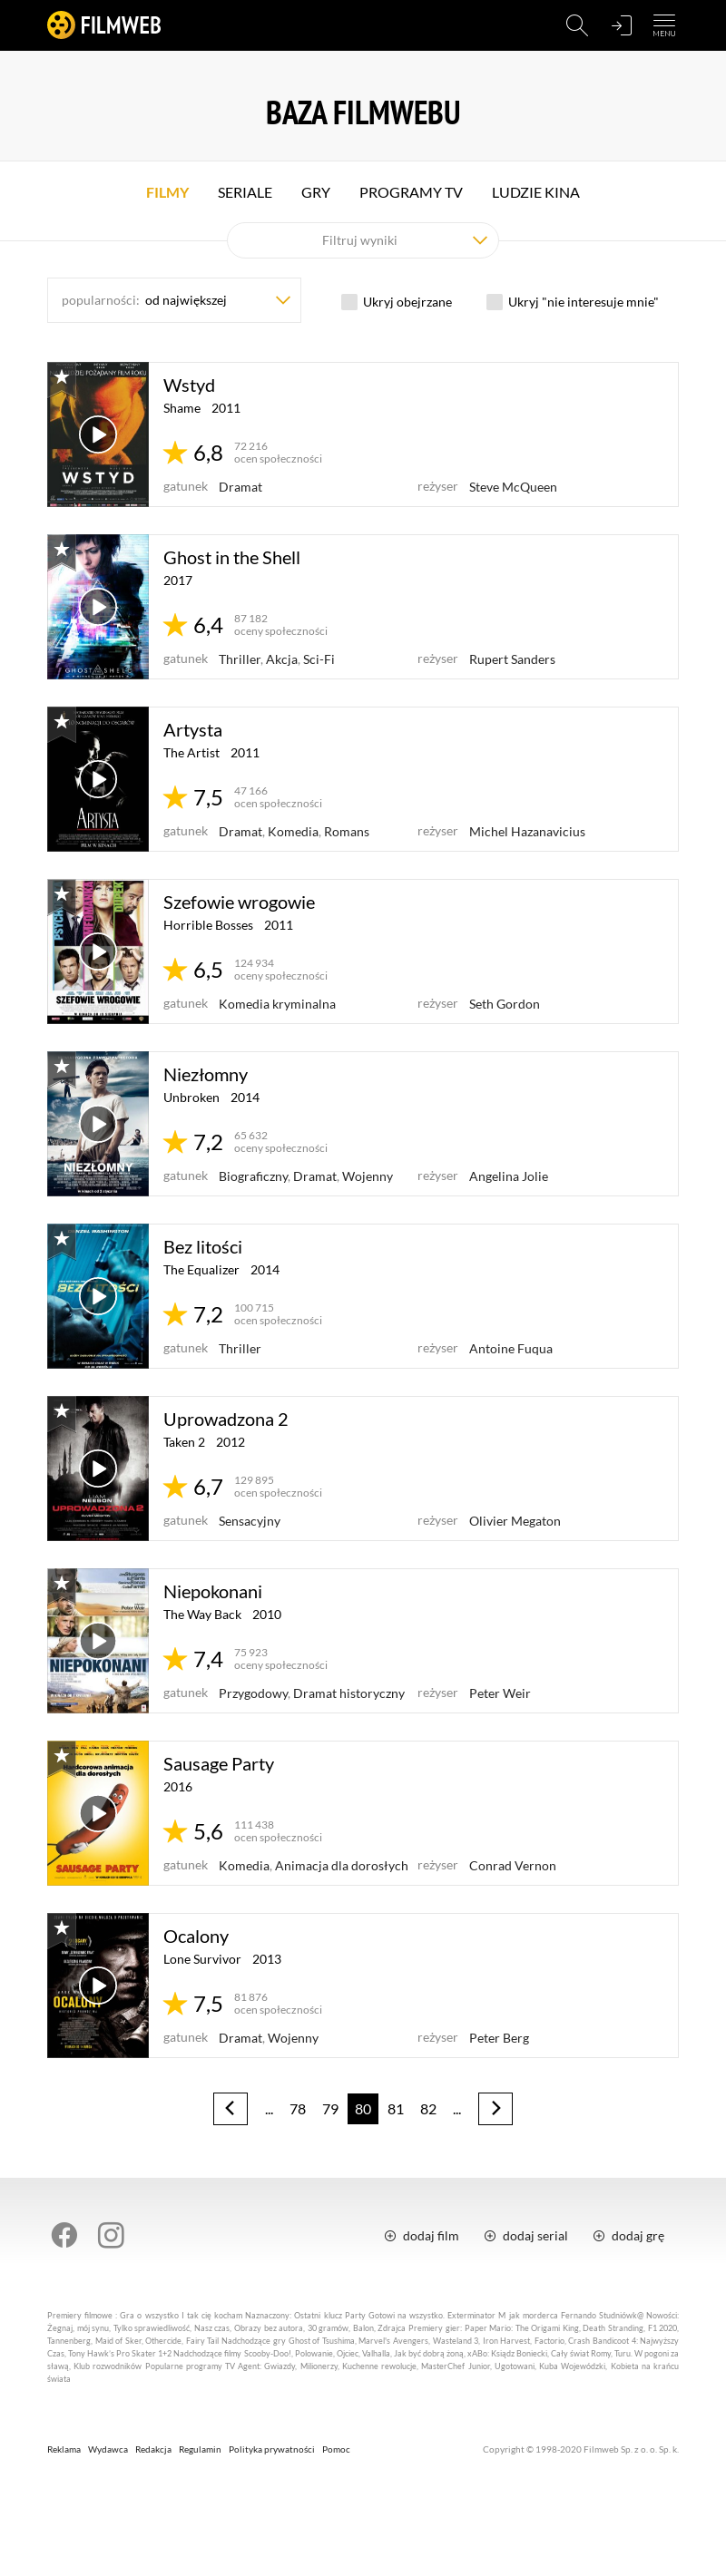 FILMWEB
MENU
BAZA FILMWEBU
FILMY SERIALE GRY PROGRAMY TV LUDZIE KINA
Filtruj wyniki
popularności: od największej
Ukryj obejrzane
Ukryj "nie interesuje mnie"
WSTYD
Wstyd
Shame 2011
6,8 72 216
ocen społeczności
gatunek Dramat reżyser Steve McQueen
Ghost in the Shell
2017
6,4 87 182
oceny społeczności
gatunek Thriller, Akcja, Sci-Fi reżyser Rupert Sanders
ARTYSTA
Artysta
The Artist 2011
7,5 47 166
ocen społeczności
gatunek Dramat, Komedia, Romans reżyser Michel Hazanavicius
SZEFOWIE WROGOWIE
Szefowie wrogowie
Horrible Bosses 2011
6,5 124 934
oceny społeczności
gatunek Komedia kryminalna reżyser Seth Gordon
NIEZŁOMNY
Niezłomny
Unbroken 2014
7,2 65 632
oceny społeczności
gatunek Biograficzny, Dramat, Wojenny reżyser Angelina Jolie
BEZ LITOŚCI
Bez litości
The Equalizer 2014
7,2 100 715
ocen społeczności
gatunek Thriller reżyser Antoine Fuqua
LIAM
NEESON
UPROWADZONA 2
Uprowadzona 2
Taken 2 2012
6,7 129 895
ocen społeczności
gatunek Sensacyjny reżyser Olivier Megaton
NIEPOKONANI
Niepokonani
The Way Back 2010
7,4 75 923
oceny społeczności
gatunek Przygodowy, Dramat historyczny reżyser Peter Weir
SAUSAGE PARTY
Sausage Party
2016
5,6 111 438
ocen społeczności
gatunek Komedia, Animacja dla dorosłych reżyser Conrad Vernon
OCALONY
Ocalony
Lone Survivor 2013
7,5 81 876
ocen społeczności
gatunek Dramat, Wojenny reżyser Peter Berg
... 78 79 80 81 82 ...
dodaj film dodaj serial dodaj grę
Premiery filmowe : Gra o wszystko I tak cię kocham Naznaczony: Ostatni klucz Party Gotowi na wszystko. Exterminator M jak morderca Fernando Studniówk@ Nowości:
Żegnaj, mój synu, Tylko sprawiedliwość, Nasz czas, Obrazy bez autora, 30 gramów, Balon, Zdrajca Premiery gier: Paper Mario: The Origami King, Death Stranding, F1 2020,
Tannenberg, Maid of Sker, Othercide, Fairy Tail Nadchodzące gry Ghost of Tsushima, Marvel's Avengers, Wasteland 3, Iron Harvest, Factorio, Crash Bandicoot 4: Najwyższy
Czas, Tony Hawk's Pro Skater 1+2 Nadchodzące filmy Scooby-Doo!, Polowanie, Ojciec, Valhalla, Jak być dobrą żoną, xABo: Ksiądz Boniecki, Cały świat Romy, Turu. W pogoni za
sławą, Klub rozwodników Popularne programy TV Agent: Gwiazdy, Milionerzy, Kuchenne rewolucje, MasterChef Junior, Ugotowani, Kuba Wojewódzki, Kobieta na krańcu
świata
Reklama Wydawca Redakcja Regulamin Polityka prywatności Pomoc Copyright © 1998-2020 Filmweb Sp. z o. o. Sp. k.